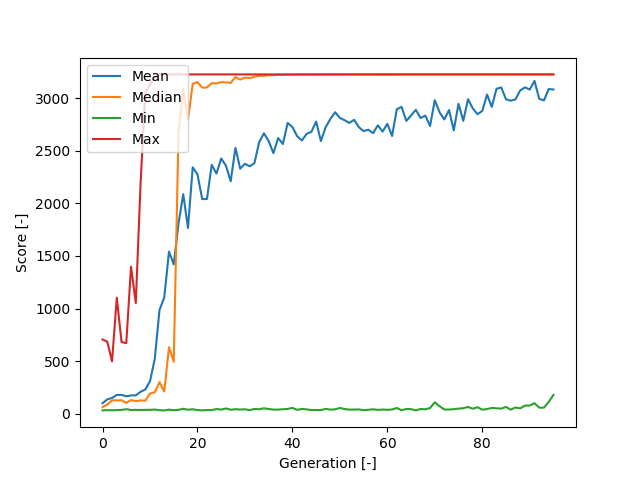 Mean
Median
Min
Max
3000
2500
2000
1500
1000
500
0
Score [-]
0 20 40 60 80
Generation [-]